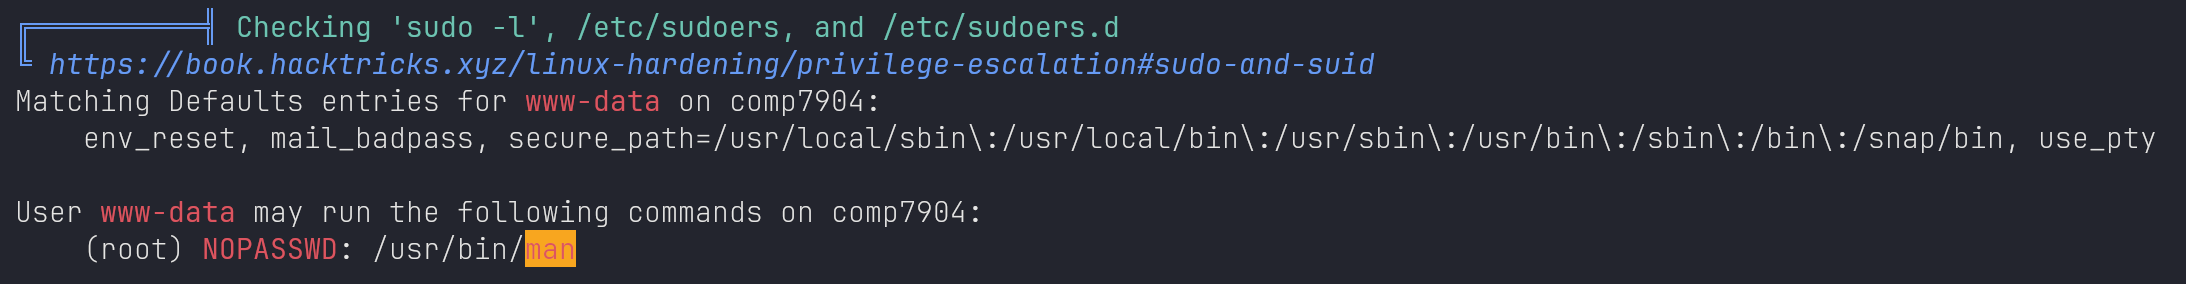 ╔══════════╣ Checking 'sudo -l', /etc/sudoers, and /etc/sudoers.d
╚ https://book.hacktricks.xyz/linux-hardening/privilege-escalation#sudo-and-suid
Matching Defaults entries for www-data on comp7904:
    env_reset, mail_badpass, secure_path=/usr/local/sbin\:/usr/local/bin\:/usr/sbin\:/usr/bin\:/sbin\:/bin\:/snap/bin, use_pty

User www-data may run the following commands on comp7904:
    (root) NOPASSWD: /usr/bin/man